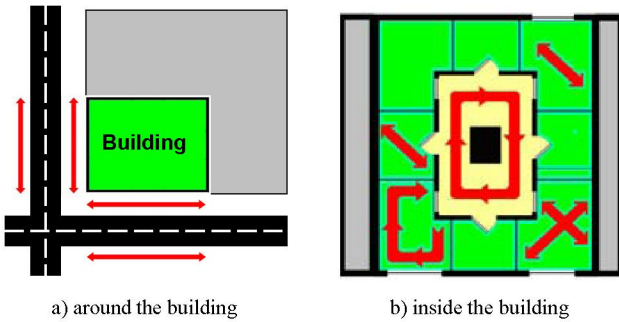 Building
a) around the building
b) inside the building